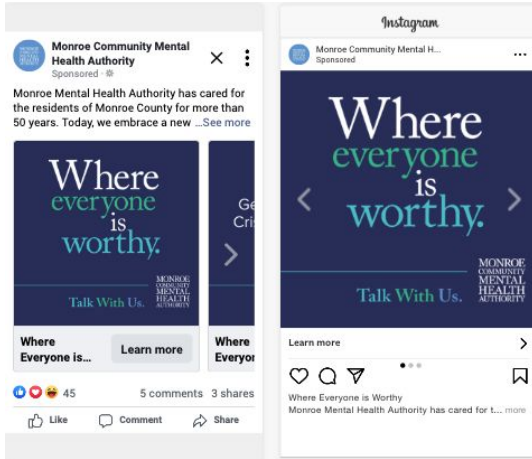 Monroe Community Mental
Health Authority
Sponsored ·
Monroe Mental Health Authority has cared for
the residents of Monroe County for more than
50 years. Today, we embrace a new ...See more
Where
everyone
is
worthy.
MONROE
COMMUNITY
MENTAL
HEALTH
AUTHORITY
Talk With Us.
Ge
Cri
Where
Everyone is...
Learn more
Where
Everyor
45
5 comments 3 shares
Like
Comment
Share
Instagram
Monroe Community Mental H...
Sponsored
Where
everyone
is
worthy.
MONROE
COMMUNITY
MENTAL
HEALTH
AUTHORITY
Talk With Us.
Learn more
Where Everyone is Worthy
Monroe Mental Health Authority has cared for t... more